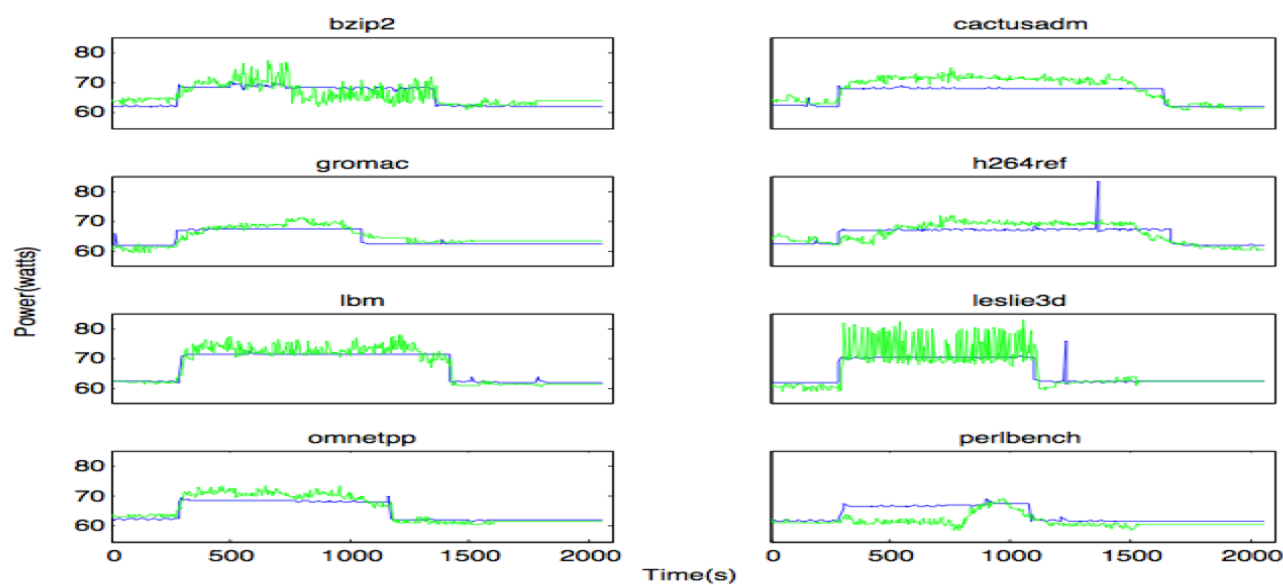 bzip2
cactusadm
80
70
60
gromac
h264ref
80
70
60
Power(watts)
lbm
leslie3d
80
70
60
omnetpp
perlbench
80
70
60
0 500 1000 1500 2000
0 500 1000 1500 2000
Time(s)